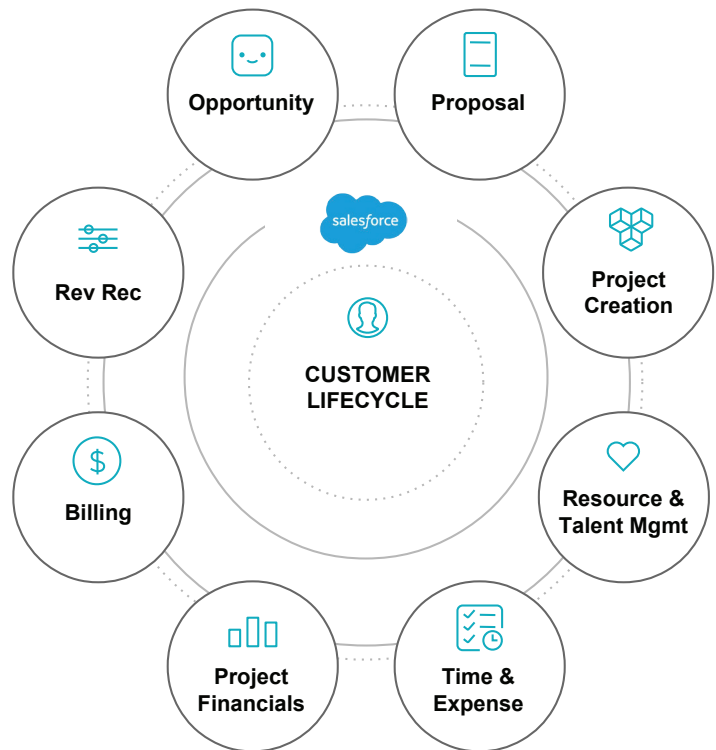 Opportunity
Proposal
salesforce
Rev Rec
Project
Creation
CUSTOMER
LIFECYCLE
$
Billing
Resource &
Talent Mgmt
Project
Financials
Time &
Expense